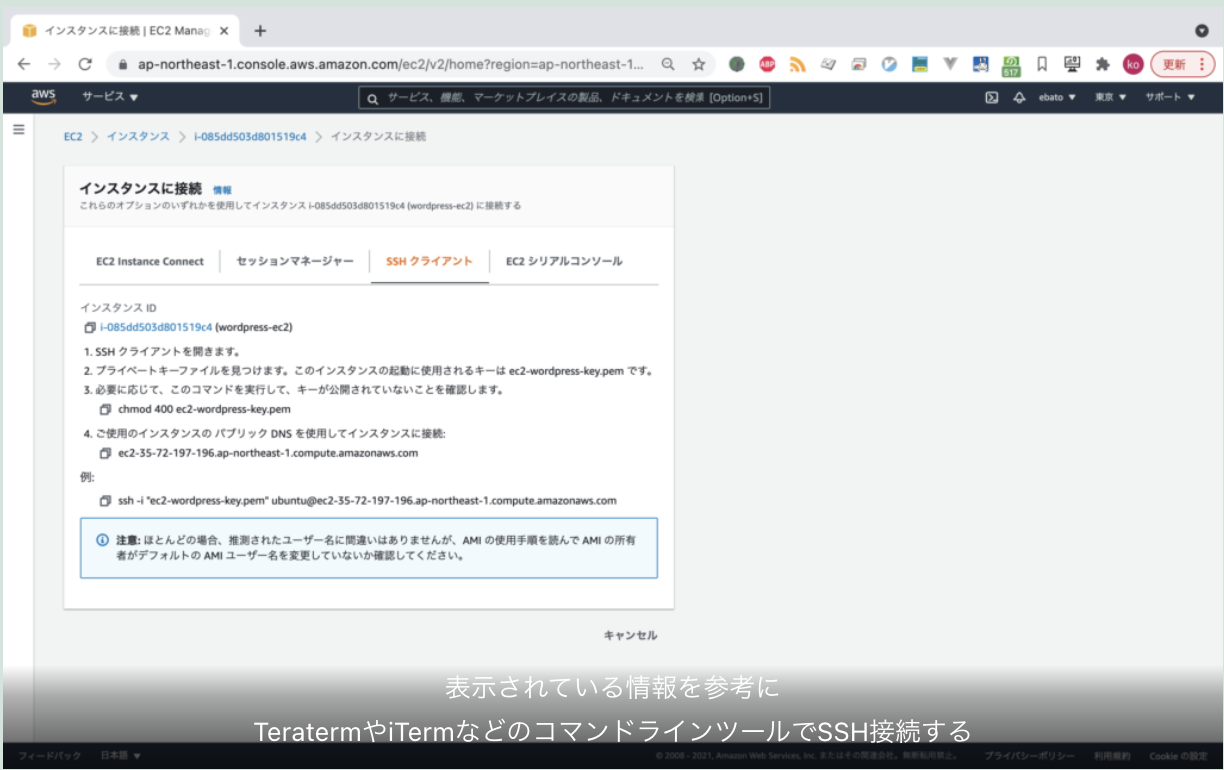 インスタンスに接続 | EC2 Manag
ap-northeast-1.console.aws.amazon.com/ec2/v2/home?region=ap-northeast-1...
ABP
617
ko
更新
aws
サービス
サービス、機能、マーケットプレイスの製品、ドキュメントを検索 [Option+S]
ebato
東京
サポート
EC2 > インスタンス > i-085dd503d801519c4 > インスタンスに接続
インスタンスに接続 情報
これらのオプションのいずれかを使用してインスタンス i-085dd503d801519c4 (wordpress-ec2) に接続する
EC2 Instance Connect
セッションマネージャー
SSH クライアント
EC2 シリアルコンソール
インスタンス ID
i-085dd503d801519c4 (wordpress-ec2)
1. SSH クライアントを開きます。
2. プライベートキーファイルを見つけます。このインスタンスの起動に使用されるキーは ec2-wordpress-key.pem です。
3. 必要に応じて、このコマンドを実行して、キーが公開されていないことを確認します。
chmod 400 ec2-wordpress-key.pem
4. ご使用のインスタンスの パブリック DNS を使用してインスタンスに接続:
ec2-35-72-197-196.ap-northeast-1.compute.amazonaws.com
例:
ssh -i "ec2-wordpress-key.pem" ubuntu@ec2-35-72-197-196.ap-northeast-1.compute.amazonaws.com
注意: ほとんどの場合、推測されたユーザー名に間違いはありませんが、AMI の使用手順を読んで AMI の所有
者がデフォルトの AMI ユーザー名を変更していないか確認してください。
キャンセル
表示されている情報を参考に
TeratermやiTermなどのコマンドラインツールでSSH接続する
フィードバック
日本語
© 2008 - 2021, Amazon Web Services, Inc. またはその関連会社。無断転用禁止。
プライバシーポリシー
利用規約
Cookie の設定